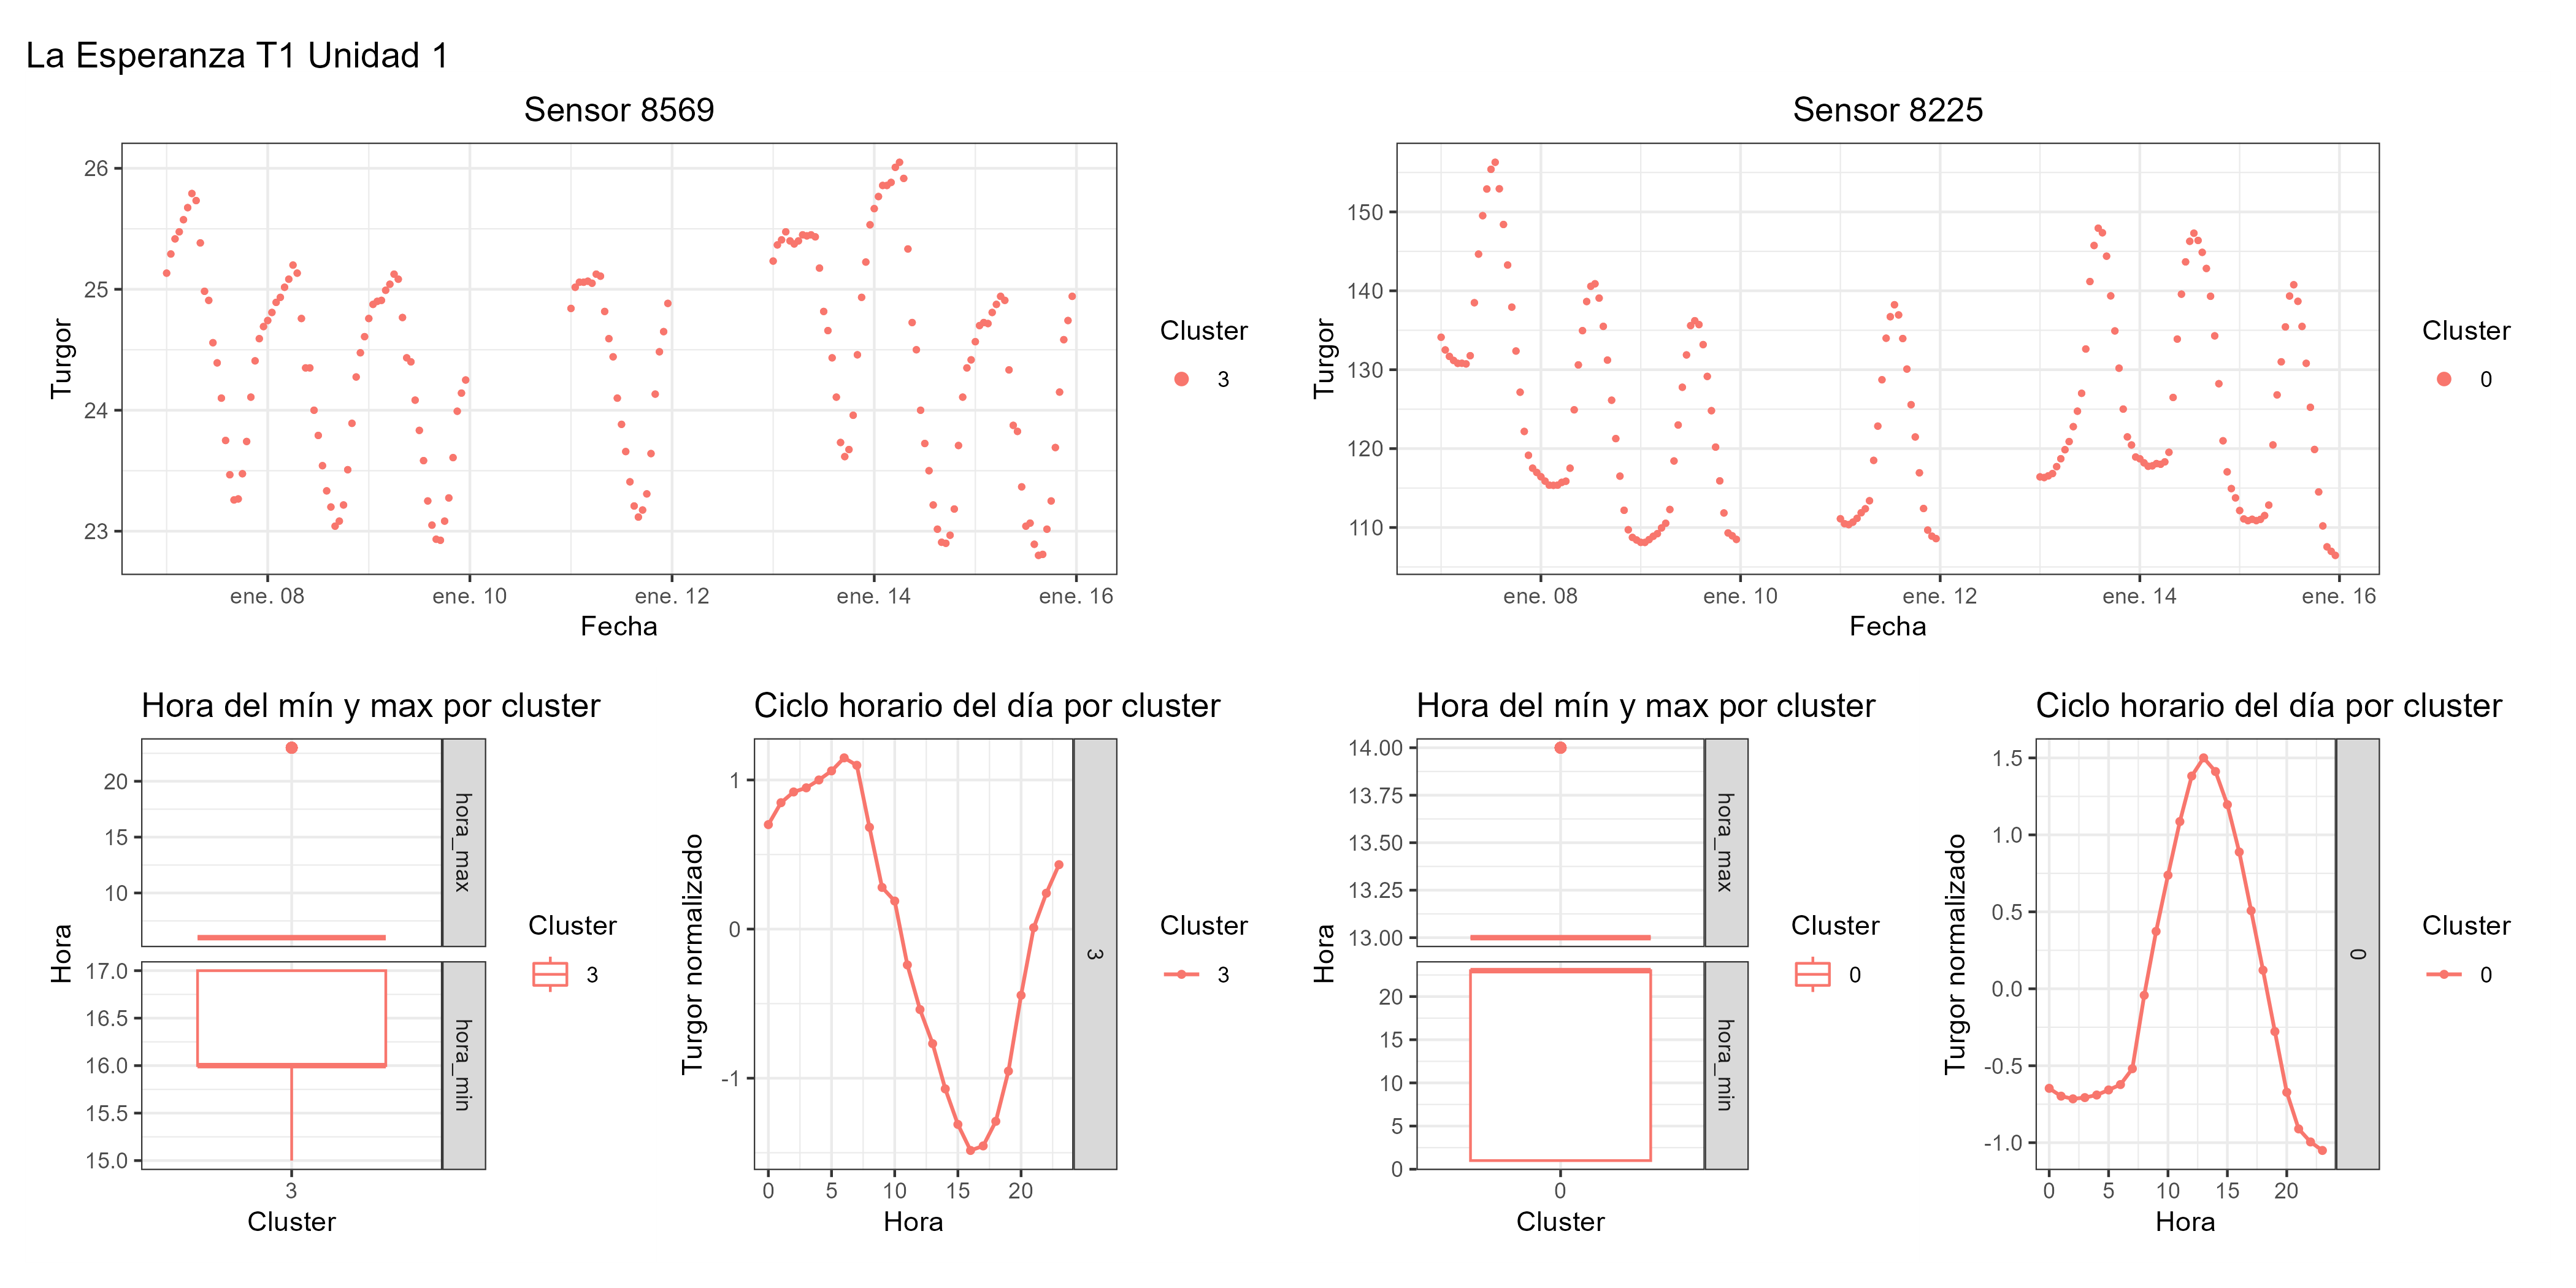 La Esperanza T1 Unidad 1
Sensor 8569
26
25
24
23
Turgor
ene. 08
ene. 10
ene. 12
ene. 14
ene. 16
Fecha
Cluster
3
Sensor 8225
150
140
130
120
110
Turgor
ene. 08
ene. 10
ene. 12
ene. 14
ene. 16
Fecha
Cluster
0
Hora del mín y max por cluster
20
15
10
hora_max
17.0
16.5
16.0
15.5
15.0
hora_min
Hora
3
Cluster
Cluster
3
Ciclo horario del día por cluster
1
0
-1
Turgor normalizado
3
0
5
10
15
20
Hora
Cluster
3
Hora del mín y max por cluster
14.00
13.75
13.50
13.25
13.00
hora_max
20
15
10
5
0
hora_min
Hora
0
Cluster
Cluster
0
Ciclo horario del día por cluster
1.5
1.0
0.5
0.0
-0.5
-1.0
Turgor normalizado
0
0
5
10
15
20
Hora
Cluster
0